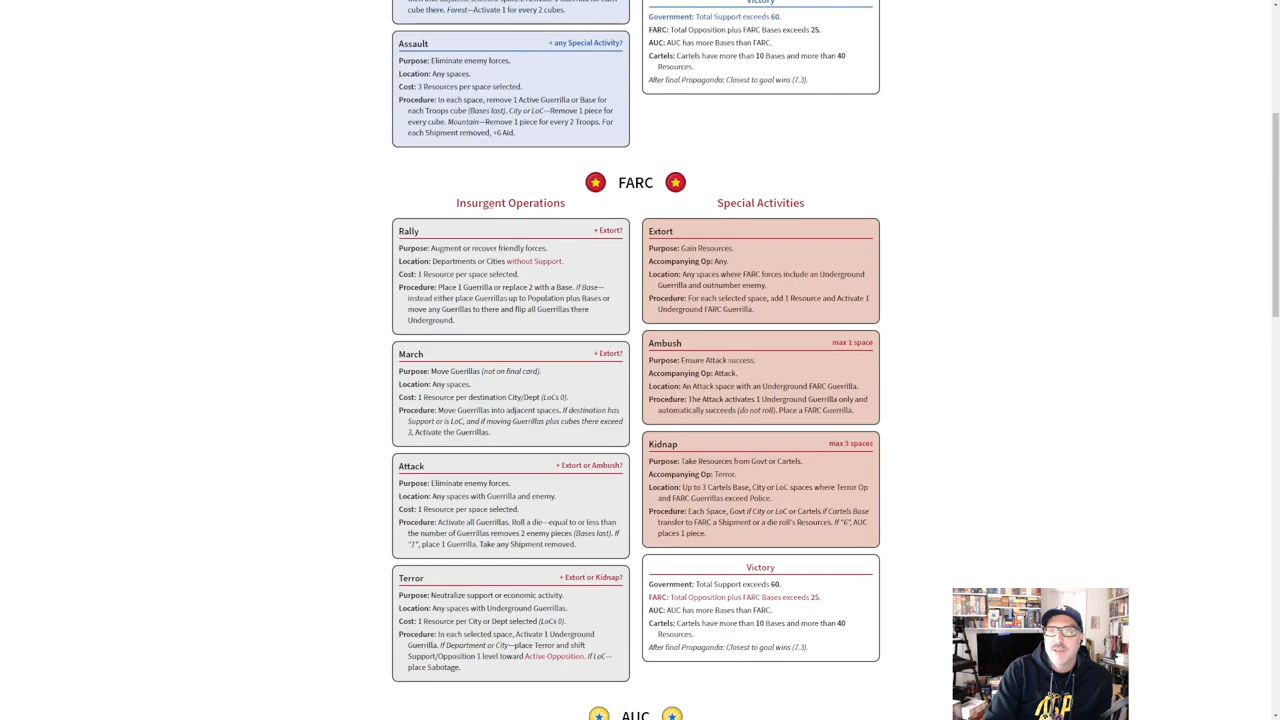 cube there. Forest—Activate 1 for every 2 cubes.
Assault + any Special Activity?
Purpose: Eliminate enemy forces.
Location: Any spaces.
Cost: 3 Resources per space selected.
Procedure: In each space, remove 1 Active Guerrilla or Base for
each Troops cube (Bases last). City or LoC—Remove 1 piece for
every cube. Mountain—Remove 1 piece for every 2 Troops. For
each Shipment removed, +6 Aid.
Victory
Government: Total Support exceeds 60.
FARC: Total Opposition plus FARC Bases exceeds 25.
AUC: AUC has more Bases than FARC.
Cartels: Cartels have more than 10 Bases and more than 40
Resources.
After final Propaganda: Closest to goal wins (7.3).
FARC
Insurgent Operations
Rally + Extort?
Purpose: Augment or recover friendly forces.
Location: Departments or Cities without Support.
Cost: 1 Resource per space selected.
Procedure: Place 1 Guerilla or replace 2 with a Base. If Base—
instead either place Guerrillas up to Population plus Bases or
move any Guerillas to there and flip all Guerrillas there
Underground.
March + Extort?
Purpose: Move Guerillas (not on final card).
Location: Any spaces.
Cost: 1 Resource per destination City/Dept (LoCs 0).
Procedure: Move Guerrillas into adjacent spaces. If destination has
Support or is LoC, and if moving Guerrillas plus cubes there exceed
3, Activate the Guerrillas.
Attack + Extort or Ambush?
Purpose: Eliminate enemy forces.
Location: Any spaces with Guerrilla and enemy.
Cost: 1 Resource per space selected.
Procedure: Activate all Guerrillas. Roll a die—equal to or less than
the number of Guerrillas removes 2 enemy pieces (Bases last). If
"1", place 1 Guerrilla. Take any Shipment removed.
Terror + Extort or Kidnap?
Purpose: Neutralize support or economic activity.
Location: Any spaces with Underground Guerrillas.
Cost: 1 Resource per City or Dept selected (LoCs 0).
Procedure: In each selected space, Activate 1 Underground
Guerrilla. If Department or City—place Terror and shift
Support/Opposition 1 level toward Active Opposition. If LoC—
place Sabotage.
Special Activities
Extort
Purpose: Gain Resources.
Accompanying Op: Any.
Location: Any spaces where FARC forces include an Underground
Guerrilla and outnumber enemy.
Procedure: For each selected space, add 1 Resource and Activate 1
Underground FARC Guerrilla.
Ambush max 1 space
Purpose: Ensure Attack success.
Accompanying Op: Attack.
Location: An Attack space with an Underground FARC Guerrilla.
Procedure: The Attack activates 1 Underground Guerrilla only and
automatically succeeds (do not roll). Place a FARC Guerrilla.
Kidnap max 3 spaces
Purpose: Take Resources from Govt or Cartels.
Accompanying Op: Terror.
Location: Up to 3 Cartels Base, City or LoC spaces where Terror Op
and FARC Guerrillas exceed Police.
Procedure: Each Space, Govt if City or LoC or Cartels if Cartels Base
transfer to FARC a Shipment or a die roll's Resources. If "6", AUC
places 1 piece.
Victory
Government: Total Support exceeds 60.
FARC: Total Opposition plus FARC Bases exceeds 25.
AUC: AUC has more Bases than FARC.
Cartels: Cartels have more than 10 Bases and more than 40
Resources.
After final Propaganda: Closest to goal wins (7.3).
AUC